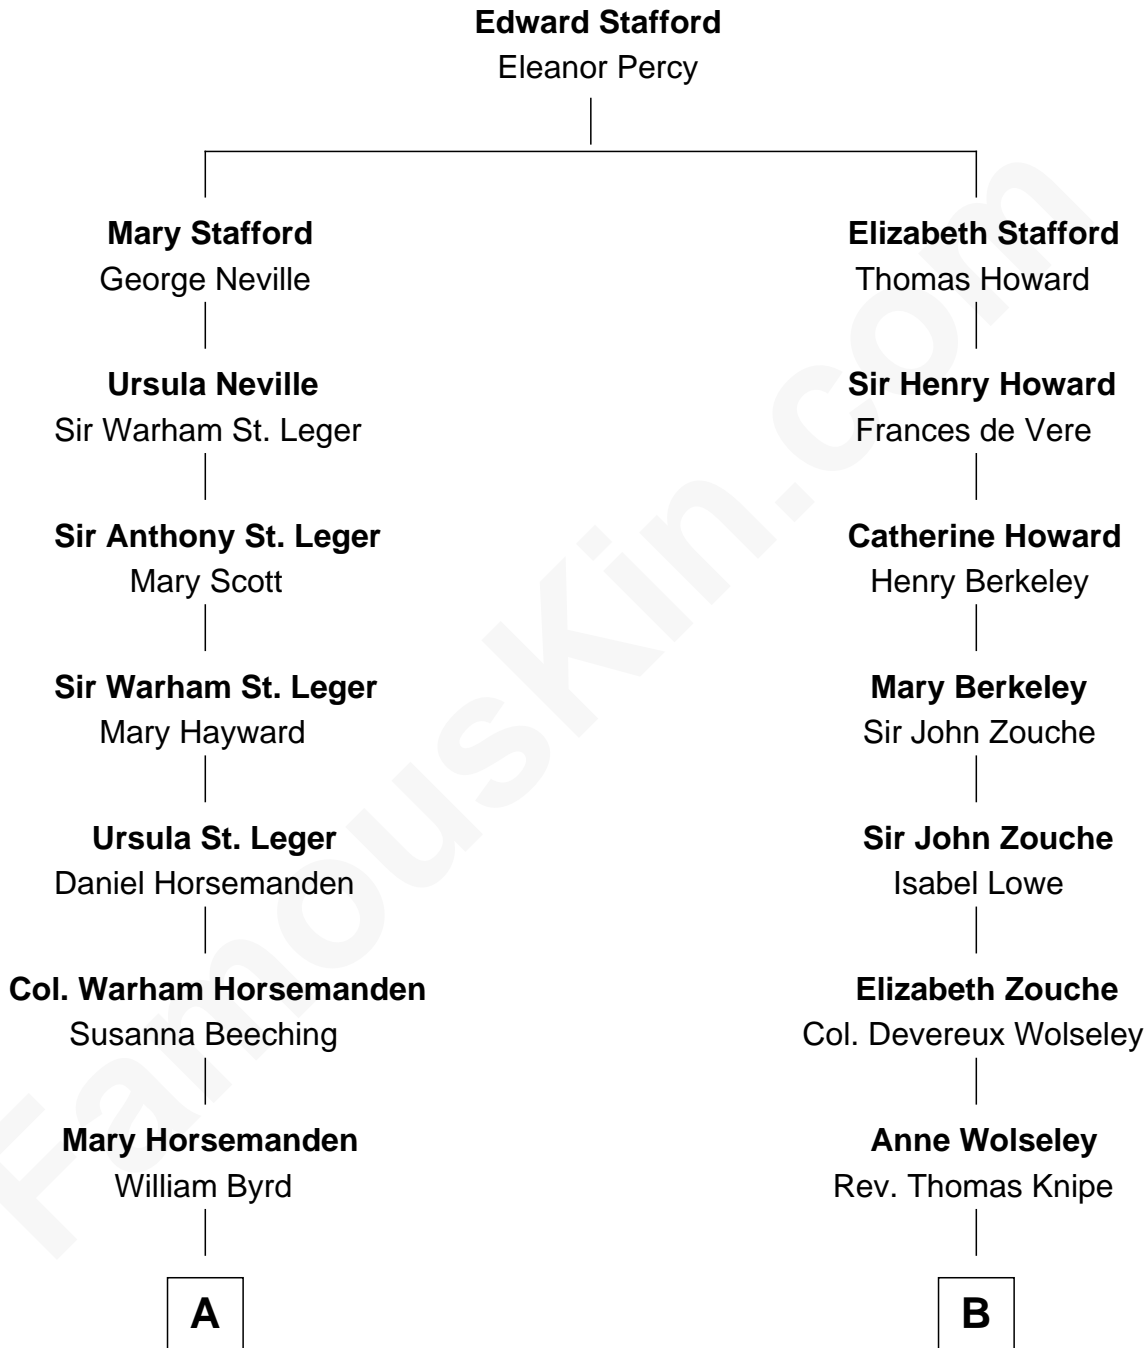 Edward Stafford
Eleanor Percy
Mary Stafford
George Neville
Elizabeth Stafford
Thomas Howard
Ursula Neville
Sir Warham St. Leger
Sir Henry Howard
Frances de Vere
Sir Anthony St. Leger
Mary Scott
Catherine Howard
Henry Berkeley
Sir Warham St. Leger
Mary Hayward
Mary Berkeley
Sir John Zouche
Ursula St. Leger
Daniel Horsemanden
Sir John Zouche
Isabel Lowe
Col. Warham Horsemanden
Susanna Beeching
Elizabeth Zouche
Col. Devereux Wolseley
Mary Horsemanden
William Byrd
Anne Wolseley
Rev. Thomas Knipe
A
B
FamousKin.com